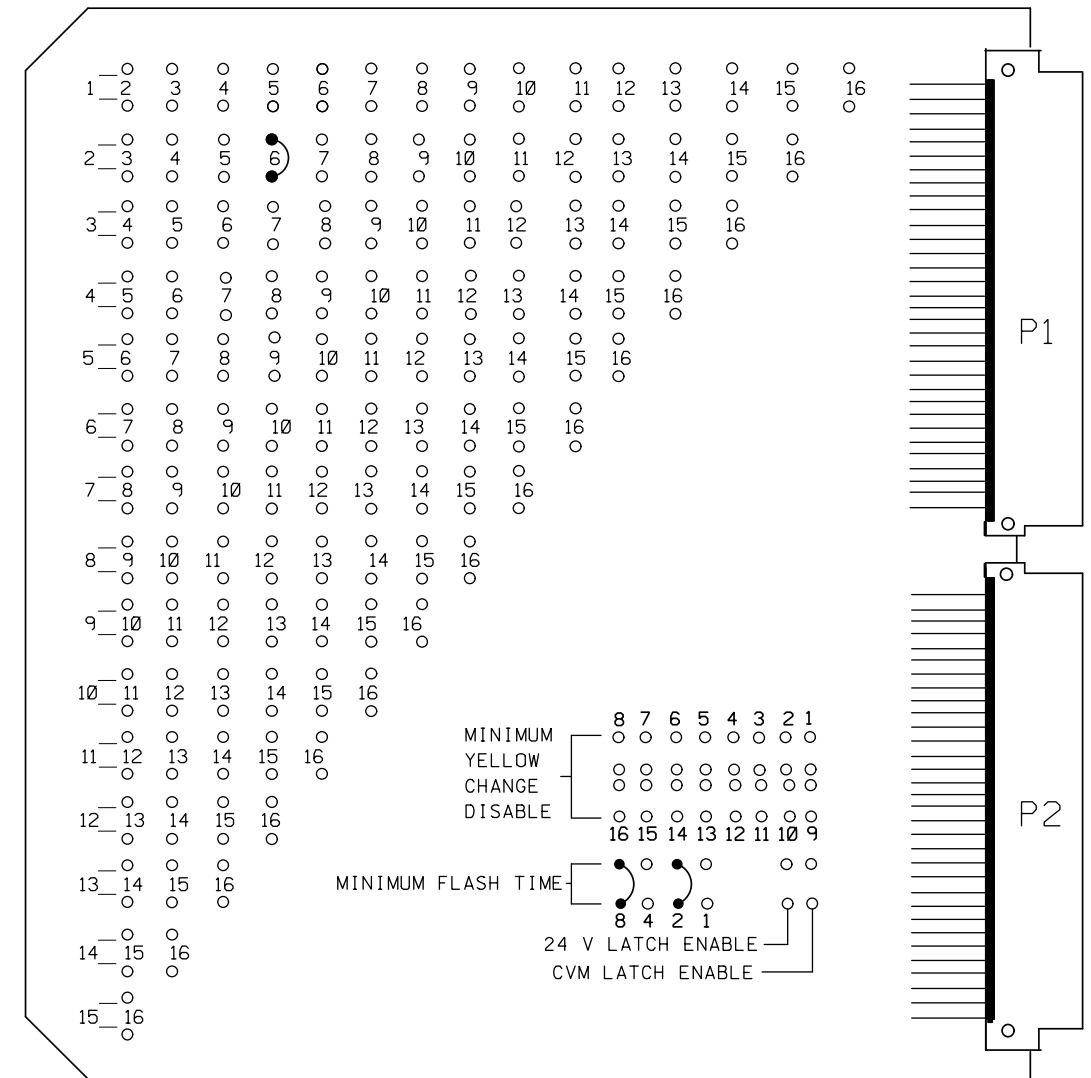 1 2 3 4 5 6 7 8 9 10 11 12 13 14 15 16
2 3 4 5 6 7 8 9 10 11 12 13 14 15 16
3 4 5 6 7 8 9 10 11 12 13 14 15 16
4 5 6 7 8 9 10 11 12 13 14 15 16
5 6 7 8 9 10 11 12 13 14 15 16
6 7 8 9 10 11 12 13 14 15 16
7 8 9 10 11 12 13 14 15 16
8 9 10 11 12 13 14 15 16
9 10 11 12 13 14 15 16
10 11 12 13 14 15 16
11 12 13 14 15 16
12 13 14 15 16
13 14 15 16
14 15 16
15 16
P1
P2
8 7 6 5 4 3 2 1
MINIMUM
YELLOW
CHANGE
DISABLE
16 15 14 13 12 11 10 9
MINIMUM FLASH TIME
8 4 2 1
24 V LATCH ENABLE
CVM LATCH ENABLE